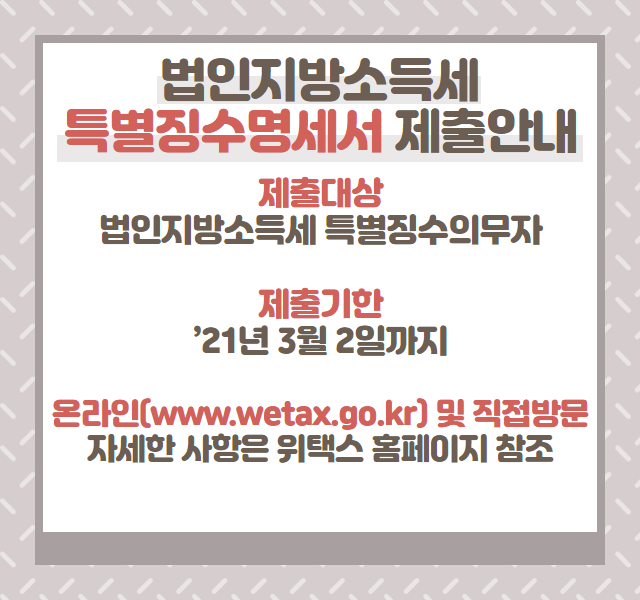 법인지방소득세
특별징수명세서 제출안내
제출대상
법인지방소득세 특별징수의무자
제출기한
’21년 3월 2일까지
온라인(www.wetax.go.kr) 및 직접방문
자세한 사항은 위택스 홈페이지 참조